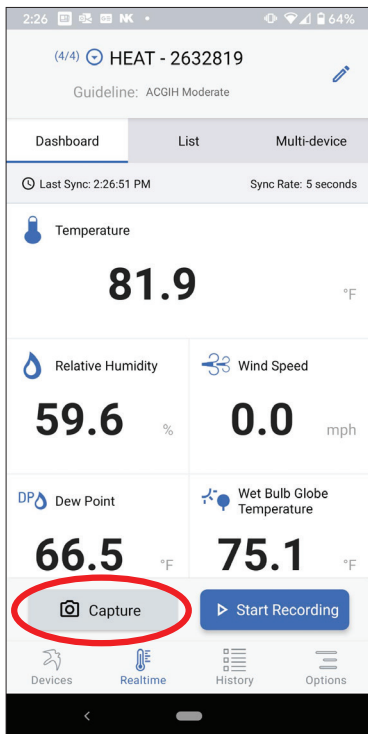 2:26 NK • 64%
(4/4) HEAT - 2632819
Guideline: ACGIH Moderate
Dashboard List Multi-device
Last Sync: 2:26:51 PM Sync Rate: 5 seconds
Temperature
81.9 °F
Relative Humidity Wind Speed
59.6 % 0.0 mph
DP Dew Point Wet Bulb Globe
Temperature
66.5 °F 75.1 °F
Capture Start Recording
Devices Realtime History Options